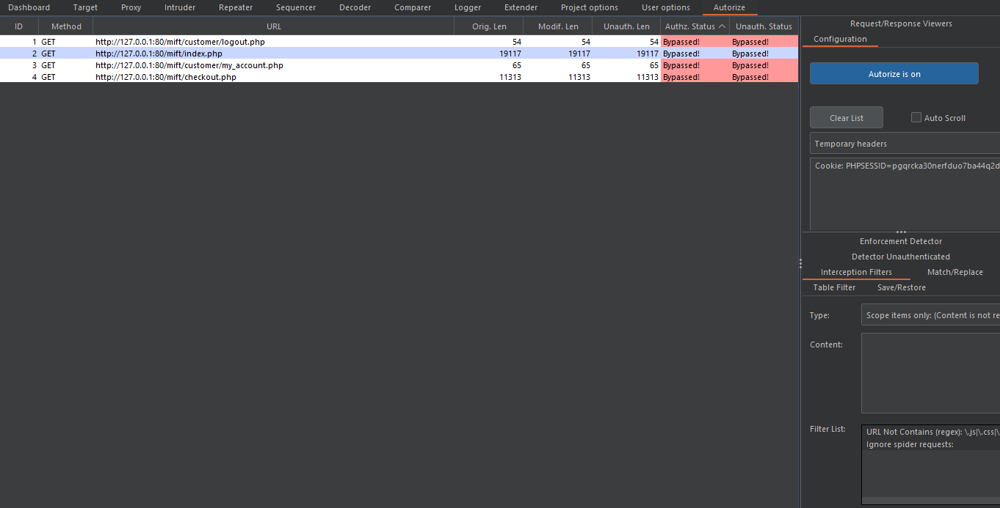 Dashboard Target Proxy Intruder Repeater Sequencer Decoder Comparer Logger Extender Project options User options Autorize
ID Method URL Orig. Len Modif. Len Unauth. Len Authz. Status Unauth. Status
1 GET http://127.0.0.1:80/mift/customer/logout.php 54 54 54 Bypassed! Bypassed!
2 GET http://127.0.0.1:80/mift/index.php 19117 19117 19117 Bypassed! Bypassed!
3 GET http://127.0.0.1:80/mift/customer/my_account.php 65 65 65 Bypassed! Bypassed!
4 GET http://127.0.0.1:80/mift/checkout.php 11313 11313 11313 Bypassed! Bypassed!
Request/Response Viewers
Configuration
Autorize is on
Clear List Auto Scroll
Temporary headers
Cookie: PHPSESSID=pgqrcka30nerfduo7ba44q2d
Enforcement Detector
Detector Unauthenticated
Interception Filters Match/Replace
Table Filter Save/Restore
Type: Scope items only: (Content is not re
Content:
Filter List:
URL Not Contains (regex): \.js|\.css|\
Ignore spider requests: